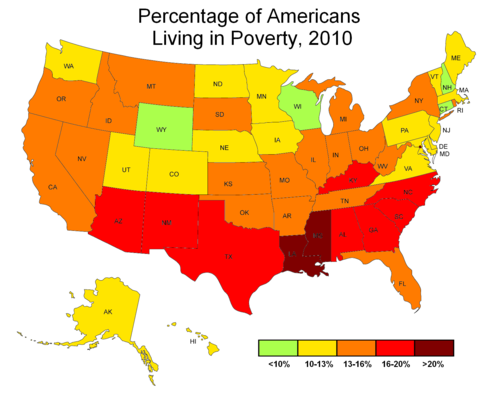 Percentage of Americans
Living in Poverty, 2010
WA
OR
CA
NV
ID
MT
WY
UT
CO
AZ
NM
ND
SD
NE
KS
OK
TX
MN
IA
MO
AR
LA
WI
IL
MI
IN
OH
KY
TN
MS
AL
GA
FL
SC
NC
VA
WV
PA
NY
VT
NH
ME
MA
RI
CT
NJ
DE
MD
AK
HI
<10%
10-13%
13-16%
16-20%
>20%